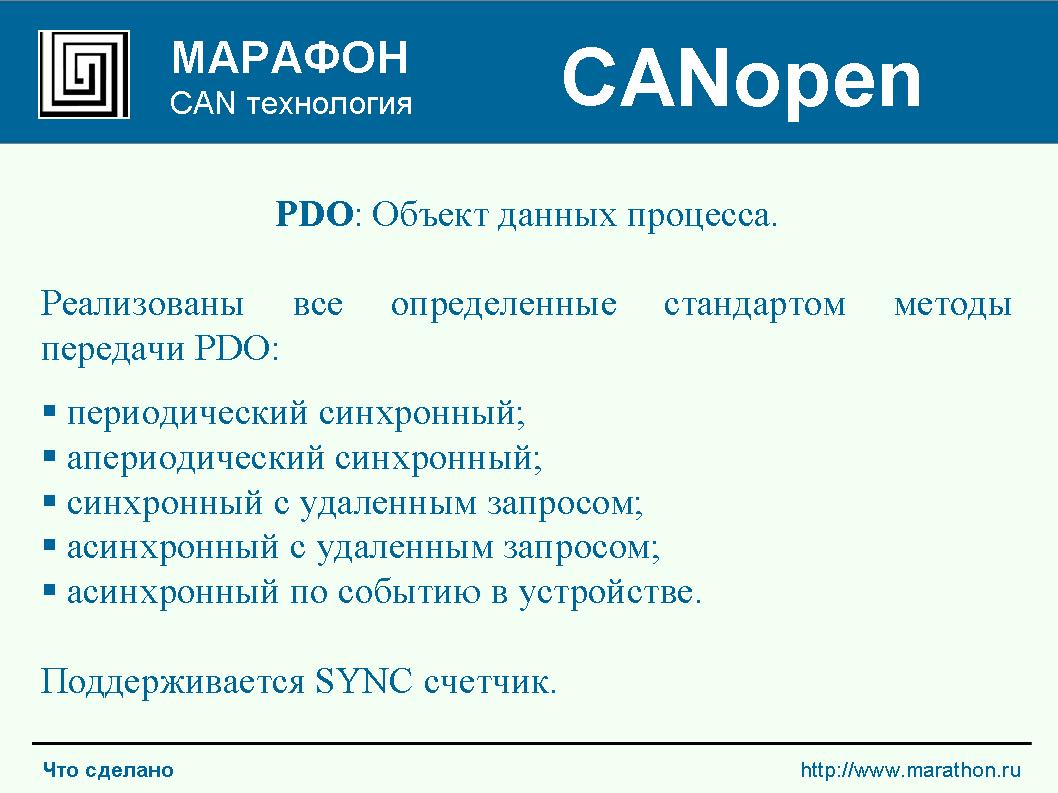 МАРАФОН
CAN технология
CANopen
PDO: Объект данных процесса.
Реализованы все определенные стандартом методы
передачи PDO:
▪ периодический синхронный;
▪ апериодический синхронный;
▪ синхронный с удаленным запросом;
▪ асинхронный с удаленным запросом;
▪ асинхронный по событию в устройстве.
Поддерживается SYNC счетчик.
Что сделано
http://www.marathon.ru